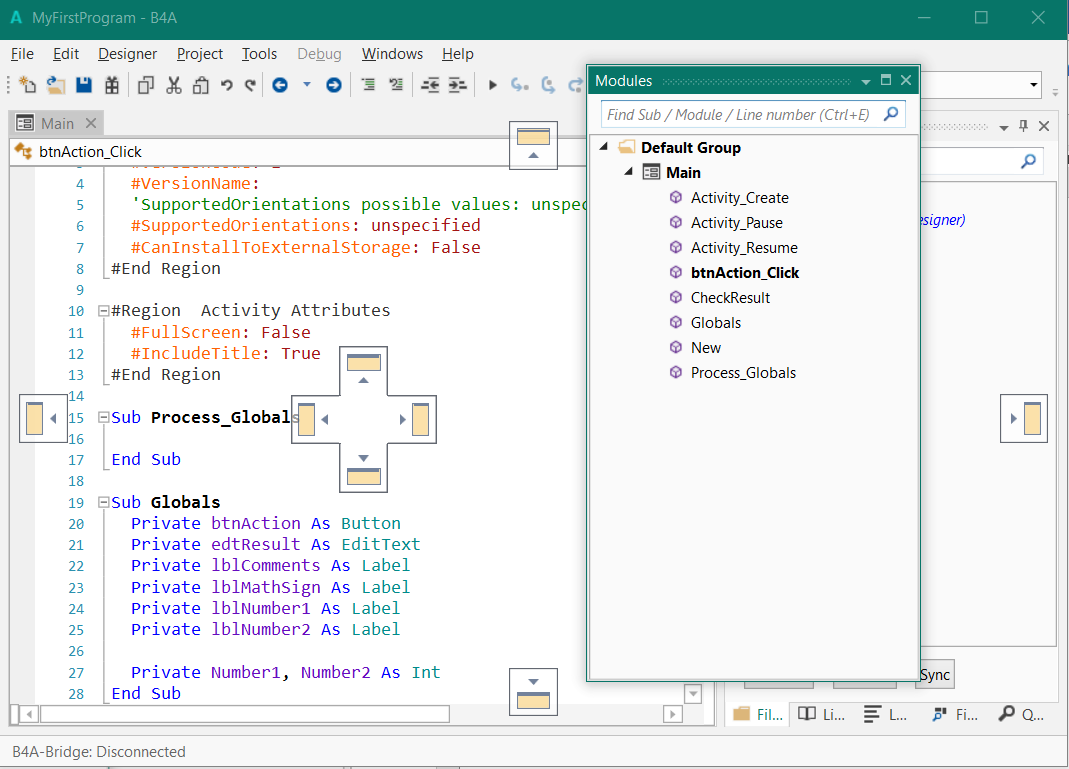 MyFirstProgram - B4A
File Edit Designer Project Tools Debug Windows Help
Main
btnAction_Click
4 #VersionName:
5 'SupportedOrientations possible values: unspec
6 #SupportedOrientations: unspecified
7 #CanInstallToExternalStorage: False
8 #End Region
9
10 #Region Activity Attributes
11 #FullScreen: False
12 #IncludeTitle: True
13 #End Region
14
15 Sub Process_Globals
16
17 End Sub
18
19 Sub Globals
20 Private btnAction As Button
21 Private edtResult As EditText
22 Private lblComments As Label
23 Private lblMathSign As Label
24 Private lblNumber1 As Label
25 Private lblNumber2 As Label
26
27 Private Number1, Number2 As Int
28 End Sub
Modules
Find Sub / Module / Line number (Ctrl+E)
Default Group
Main
Activity_Create
Activity_Pause
Activity_Resume
btnAction_Click
CheckResult
Globals
New
Process_Globals
esigner)
Sync
Fil... Li... L... Fi... Q...
B4A-Bridge: Disconnected